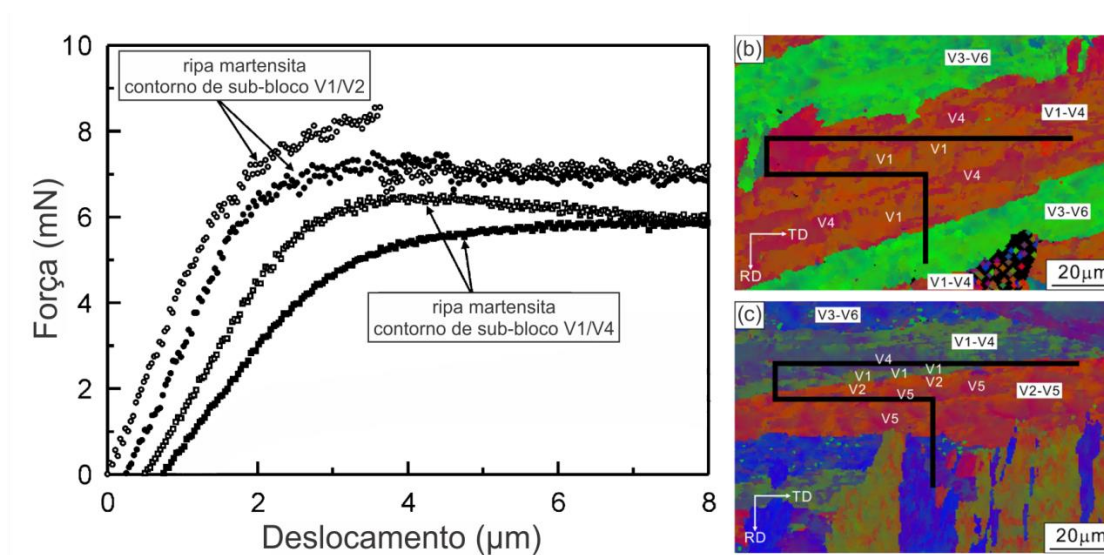 10
8
6
4
2
0
0
2
4
6
8
Força (mN)
Deslocamento (µm)
ripa martensita
contorno de sub-bloco V1/V2
ripa martensita
contorno de sub-bloco V1/V4
(b)
V3-V6
V4
V1-V4
V1
V1
V4
V4
V1
V3-V6
TD
RD
V1-V4
20µm
(c)
V3-V6
V1-V4
V4
V1
V1
V1
V2
V2
V5
V5
V2-V5
V5
TD
RD
20µm